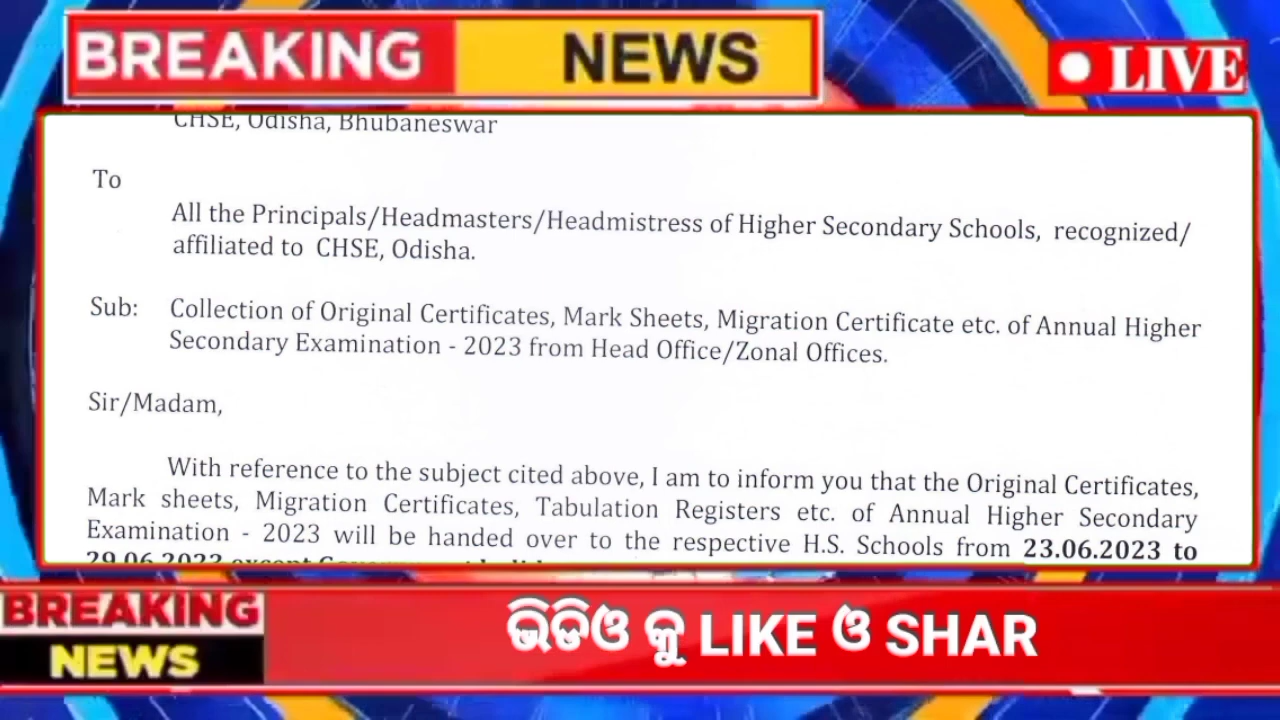 BREAKING NEWS
LIVE
CHSE, Odisha, Bhubaneswar
To
All the Principals/Headmasters/Headmistress of Higher Secondary Schools, recognized/
affiliated to CHSE, Odisha.
Sub: Collection of Original Certificates, Mark Sheets, Migration Certificate etc. of Annual Higher
Secondary Examination - 2023 from Head Office/Zonal Offices.
Sir/Madam,
With reference to the subject cited above, I am to inform you that the Original Certificates,
Mark sheets, Migration Certificates, Tabulation Registers etc. of Annual Higher Secondary
Examination - 2023 will be handed over to the respective H.S. Schools from 23.06.2023 to
29.06.2023 except
BREAKING
NEWS
ଭିଡିଓ କୁ LIKE ଓ SHAR